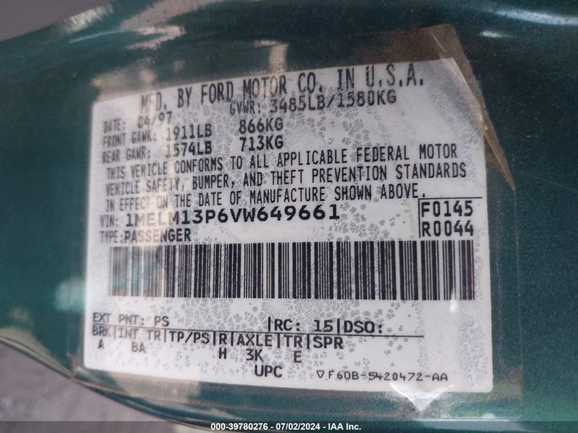 MFD. BY FORD MOTOR CO. IN U.S.A.
DATE: 04/97 GVWR: 3485LB/1580KG
FRONT GAWR: 1911LB 866KG
REAR GAWR: 1574LB 713KG
THIS VEHICLE CONFORMS TO ALL APPLICABLE FEDERAL MOTOR
VEHICLE SAFETY, BUMPER, AND THEFT PREVENTION STANDARDS
IN EFFECT ON THE DATE OF MANUFACTURE SHOWN ABOVE.
VIN: 1MELM13P6VW649661 F0145
TYPE: PASSENGER R0044
EXT PNT: PS |RC: 15|DSO:
BRK|INT TR|TP/PS|R|AXLE|TR|SPR
A BA H 3K E
UPC ▽F6DB-5420472-AA
000-39780276 - 07/02/2024 - IAAI.COM